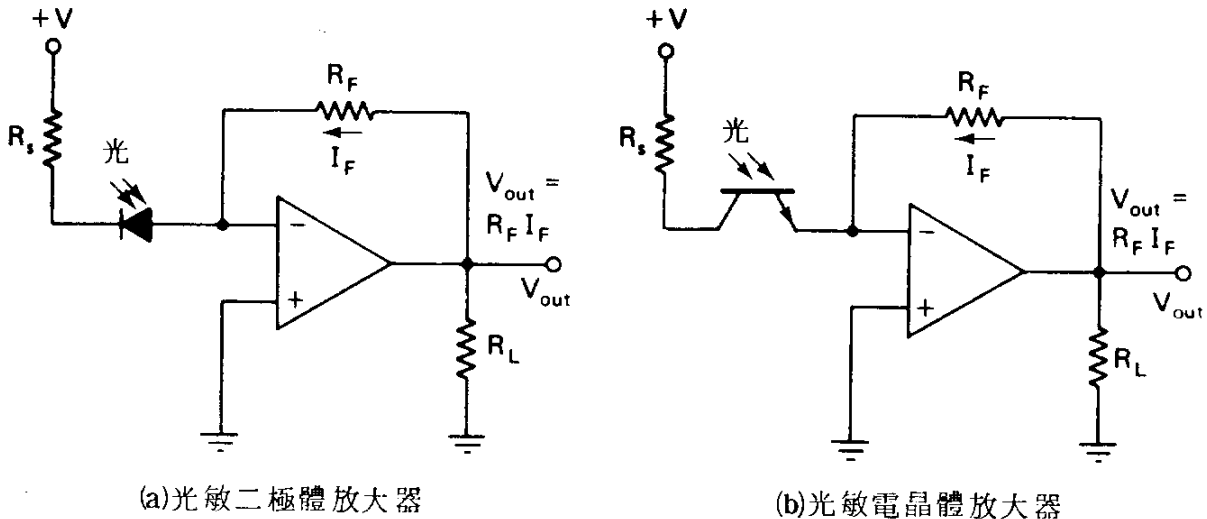 +V
R_F
R_s
光
I_F
V_out =
R_F I_F
−
+
V_out
R_L
(a)光敏二極體放大器
+V
R_F
R_s
光
I_F
V_out =
R_F I_F
−
+
V_out
R_L
(b)光敏電晶體放大器